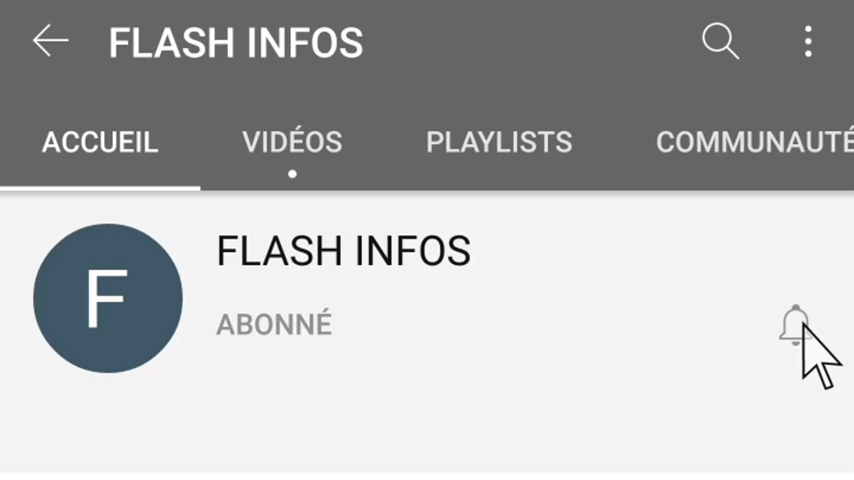 FLASH INFOS
ACCUEIL VIDÉOS PLAYLISTS COMMUNAUTÉ
FLASH INFOS
F
ABONNÉ